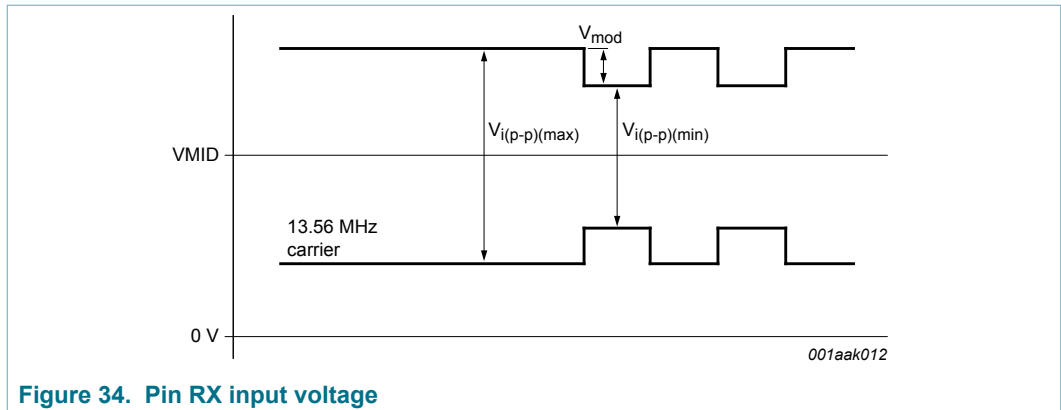 Vmod
Vi(p-p)(max)
Vi(p-p)(min)
VMID
13.56 MHz
carrier
0 V
001aak012
Figure 34. Pin RX input voltage